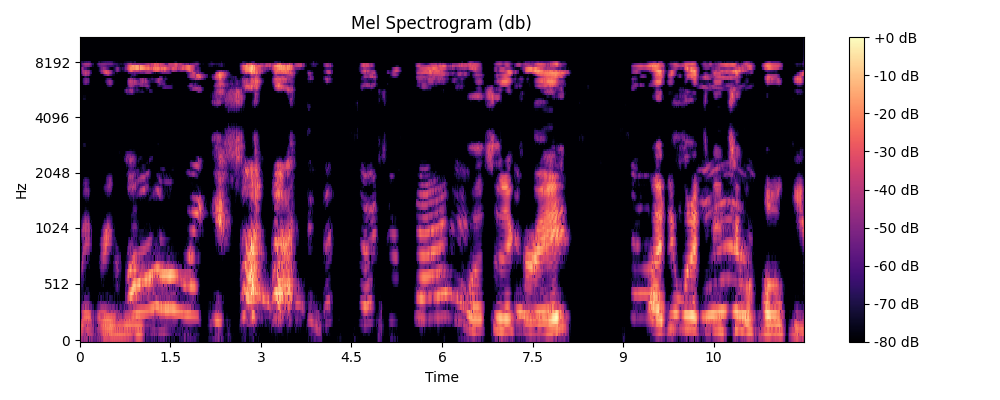 Mel Spectrogram (db)
Hz
8192
4096
2048
1024
512
0
0 1.5 3 4.5 6 7.5 9 10
Time
+0 dB
-10 dB
-20 dB
-30 dB
-40 dB
-50 dB
-60 dB
-70 dB
-80 dB